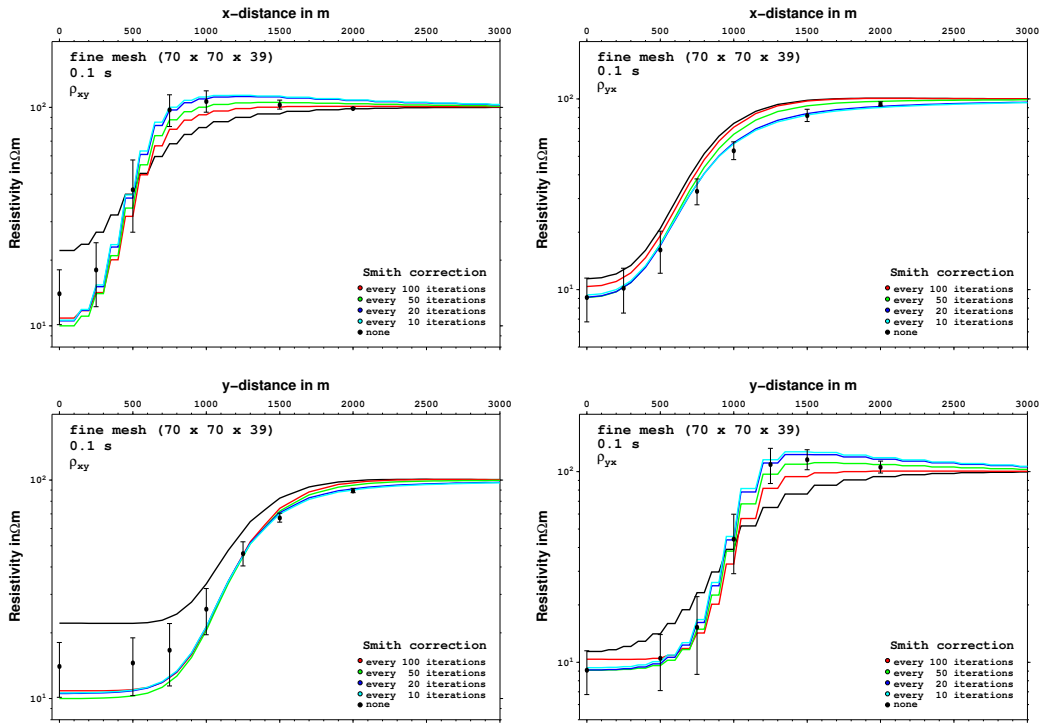 x-distance in m
0 500 1000 1500 2000 2500 3000
fine mesh (70 x 70 x 39)
0.1 s
ρxy
10²
10¹
Resistivity inΩm
Smith correction
every 100 iterations
every 50 iterations
every 20 iterations
every 10 iterations
none
x-distance in m
0 500 1000 1500 2000 2500 3000
fine mesh (70 x 70 x 39)
0.1 s
ρyx
10²
10¹
Resistivity inΩm
Smith correction
every 100 iterations
every 50 iterations
every 20 iterations
every 10 iterations
none
y-distance in m
0 500 1000 1500 2000 2500 3000
fine mesh (70 x 70 x 39)
0.1 s
ρxy
10²
10¹
Resistivity inΩm
Smith correction
every 100 iterations
every 50 iterations
every 20 iterations
every 10 iterations
none
y-distance in m
0 500 1000 1500 2000 2500 3000
fine mesh (70 x 70 x 39)
0.1 s
ρyx
10²
10¹
Resistivity inΩm
Smith correction
every 100 iterations
every 50 iterations
every 20 iterations
every 10 iterations
none